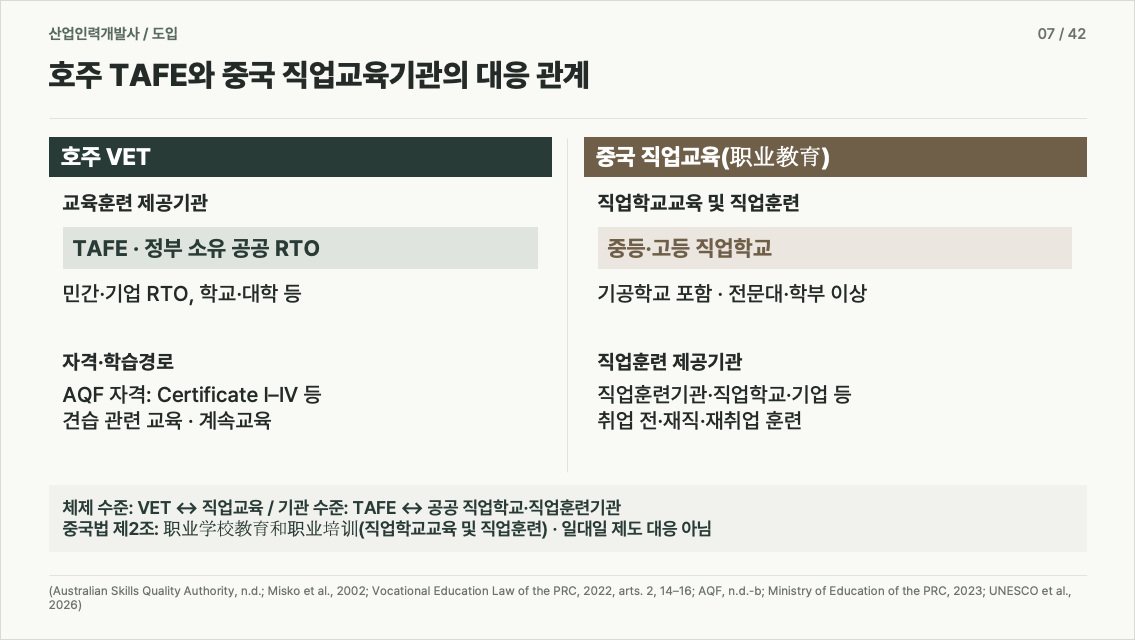 산업인력개발사 / 도입
07 / 42
호주 TAFE와 중국 직업교육기관의 대응 관계
호주 VET
교육훈련 제공기관
TAFE · 정부 소유 공공 RTO
민간·기업 RTO, 학교·대학 등
자격·학습경로
AQF 자격: Certificate I–IV 등
견습 관련 교육 · 계속교육
중국 직업교육(职业教育)
직업학교교육 및 직업훈련
중등·고등 직업학교
기공학교 포함 · 전문대·학부 이상
직업훈련 제공기관
직업훈련기관·직업학교·기업 등
취업 전·재직·재취업 훈련
체제 수준: VET ↔ 직업교육 / 기관 수준: TAFE ↔ 공공 직업학교·직업훈련기관
중국법 제2조: 职业学校教育和职业培训(직업학교교육 및 직업훈련) · 일대일 제도 대응 아님
(Australian Skills Quality Authority, n.d.; Misko et al., 2002; Vocational Education Law of the PRC, 2022, arts. 2, 14–16; AQF, n.d.-b; Ministry of Education of the PRC, 2023; UNESCO et al.,
2026)